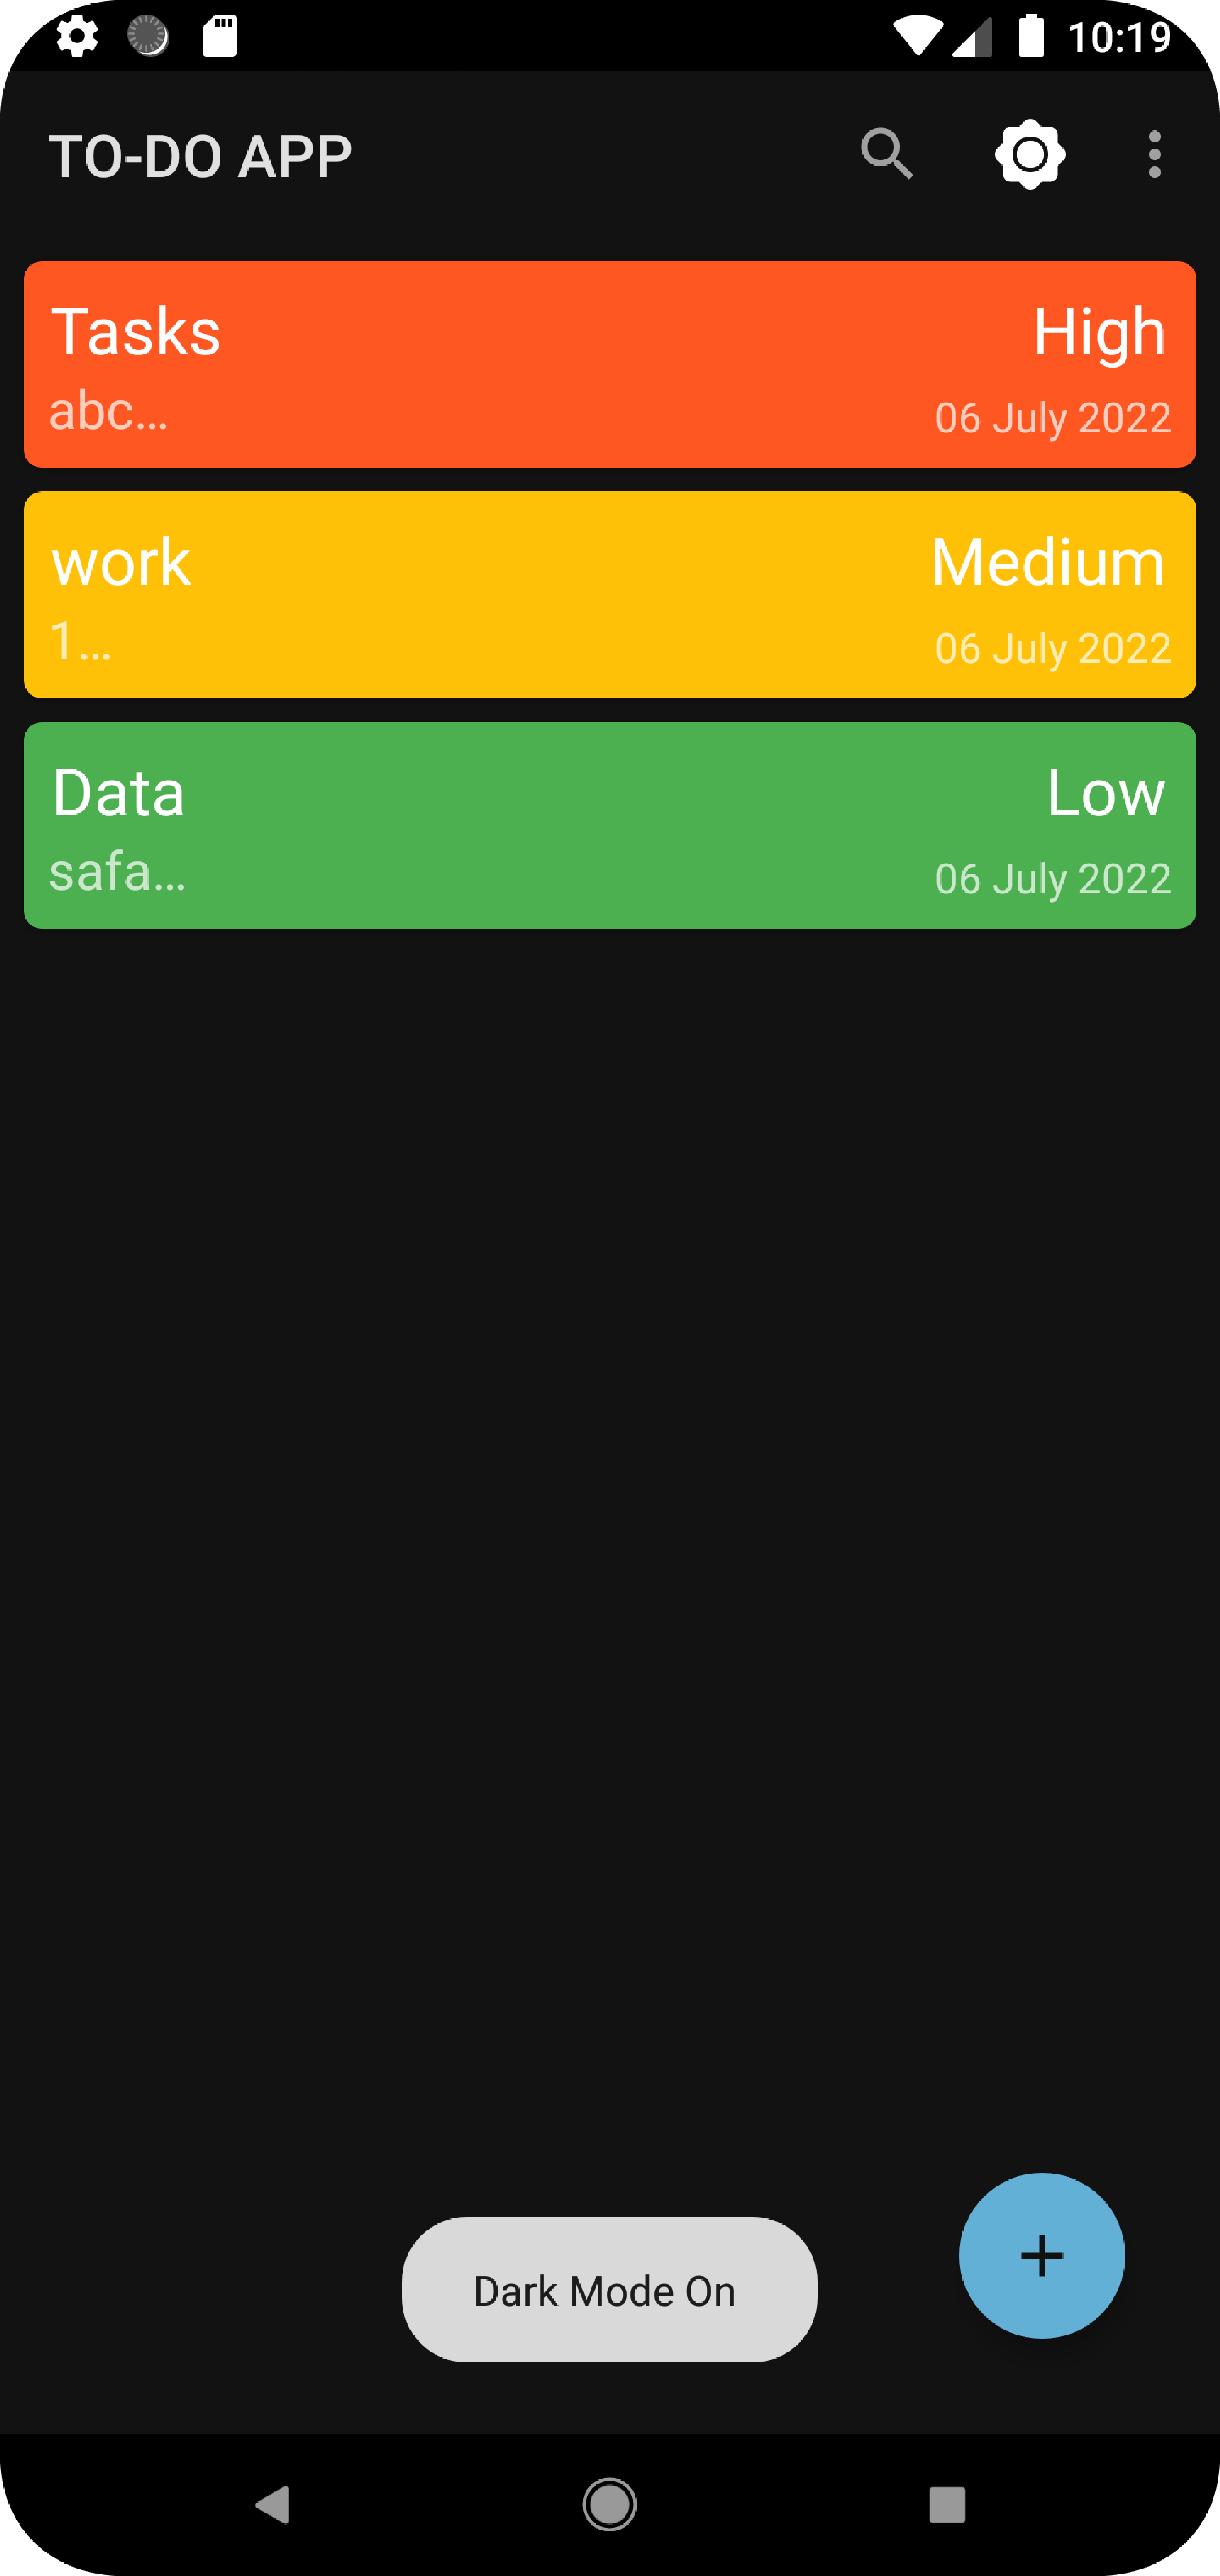 10:19
TO-DO APP
Tasks
High
abc...
06 July 2022
work
Medium
1...
06 July 2022
Data
Low
safa...
06 July 2022
Dark Mode On